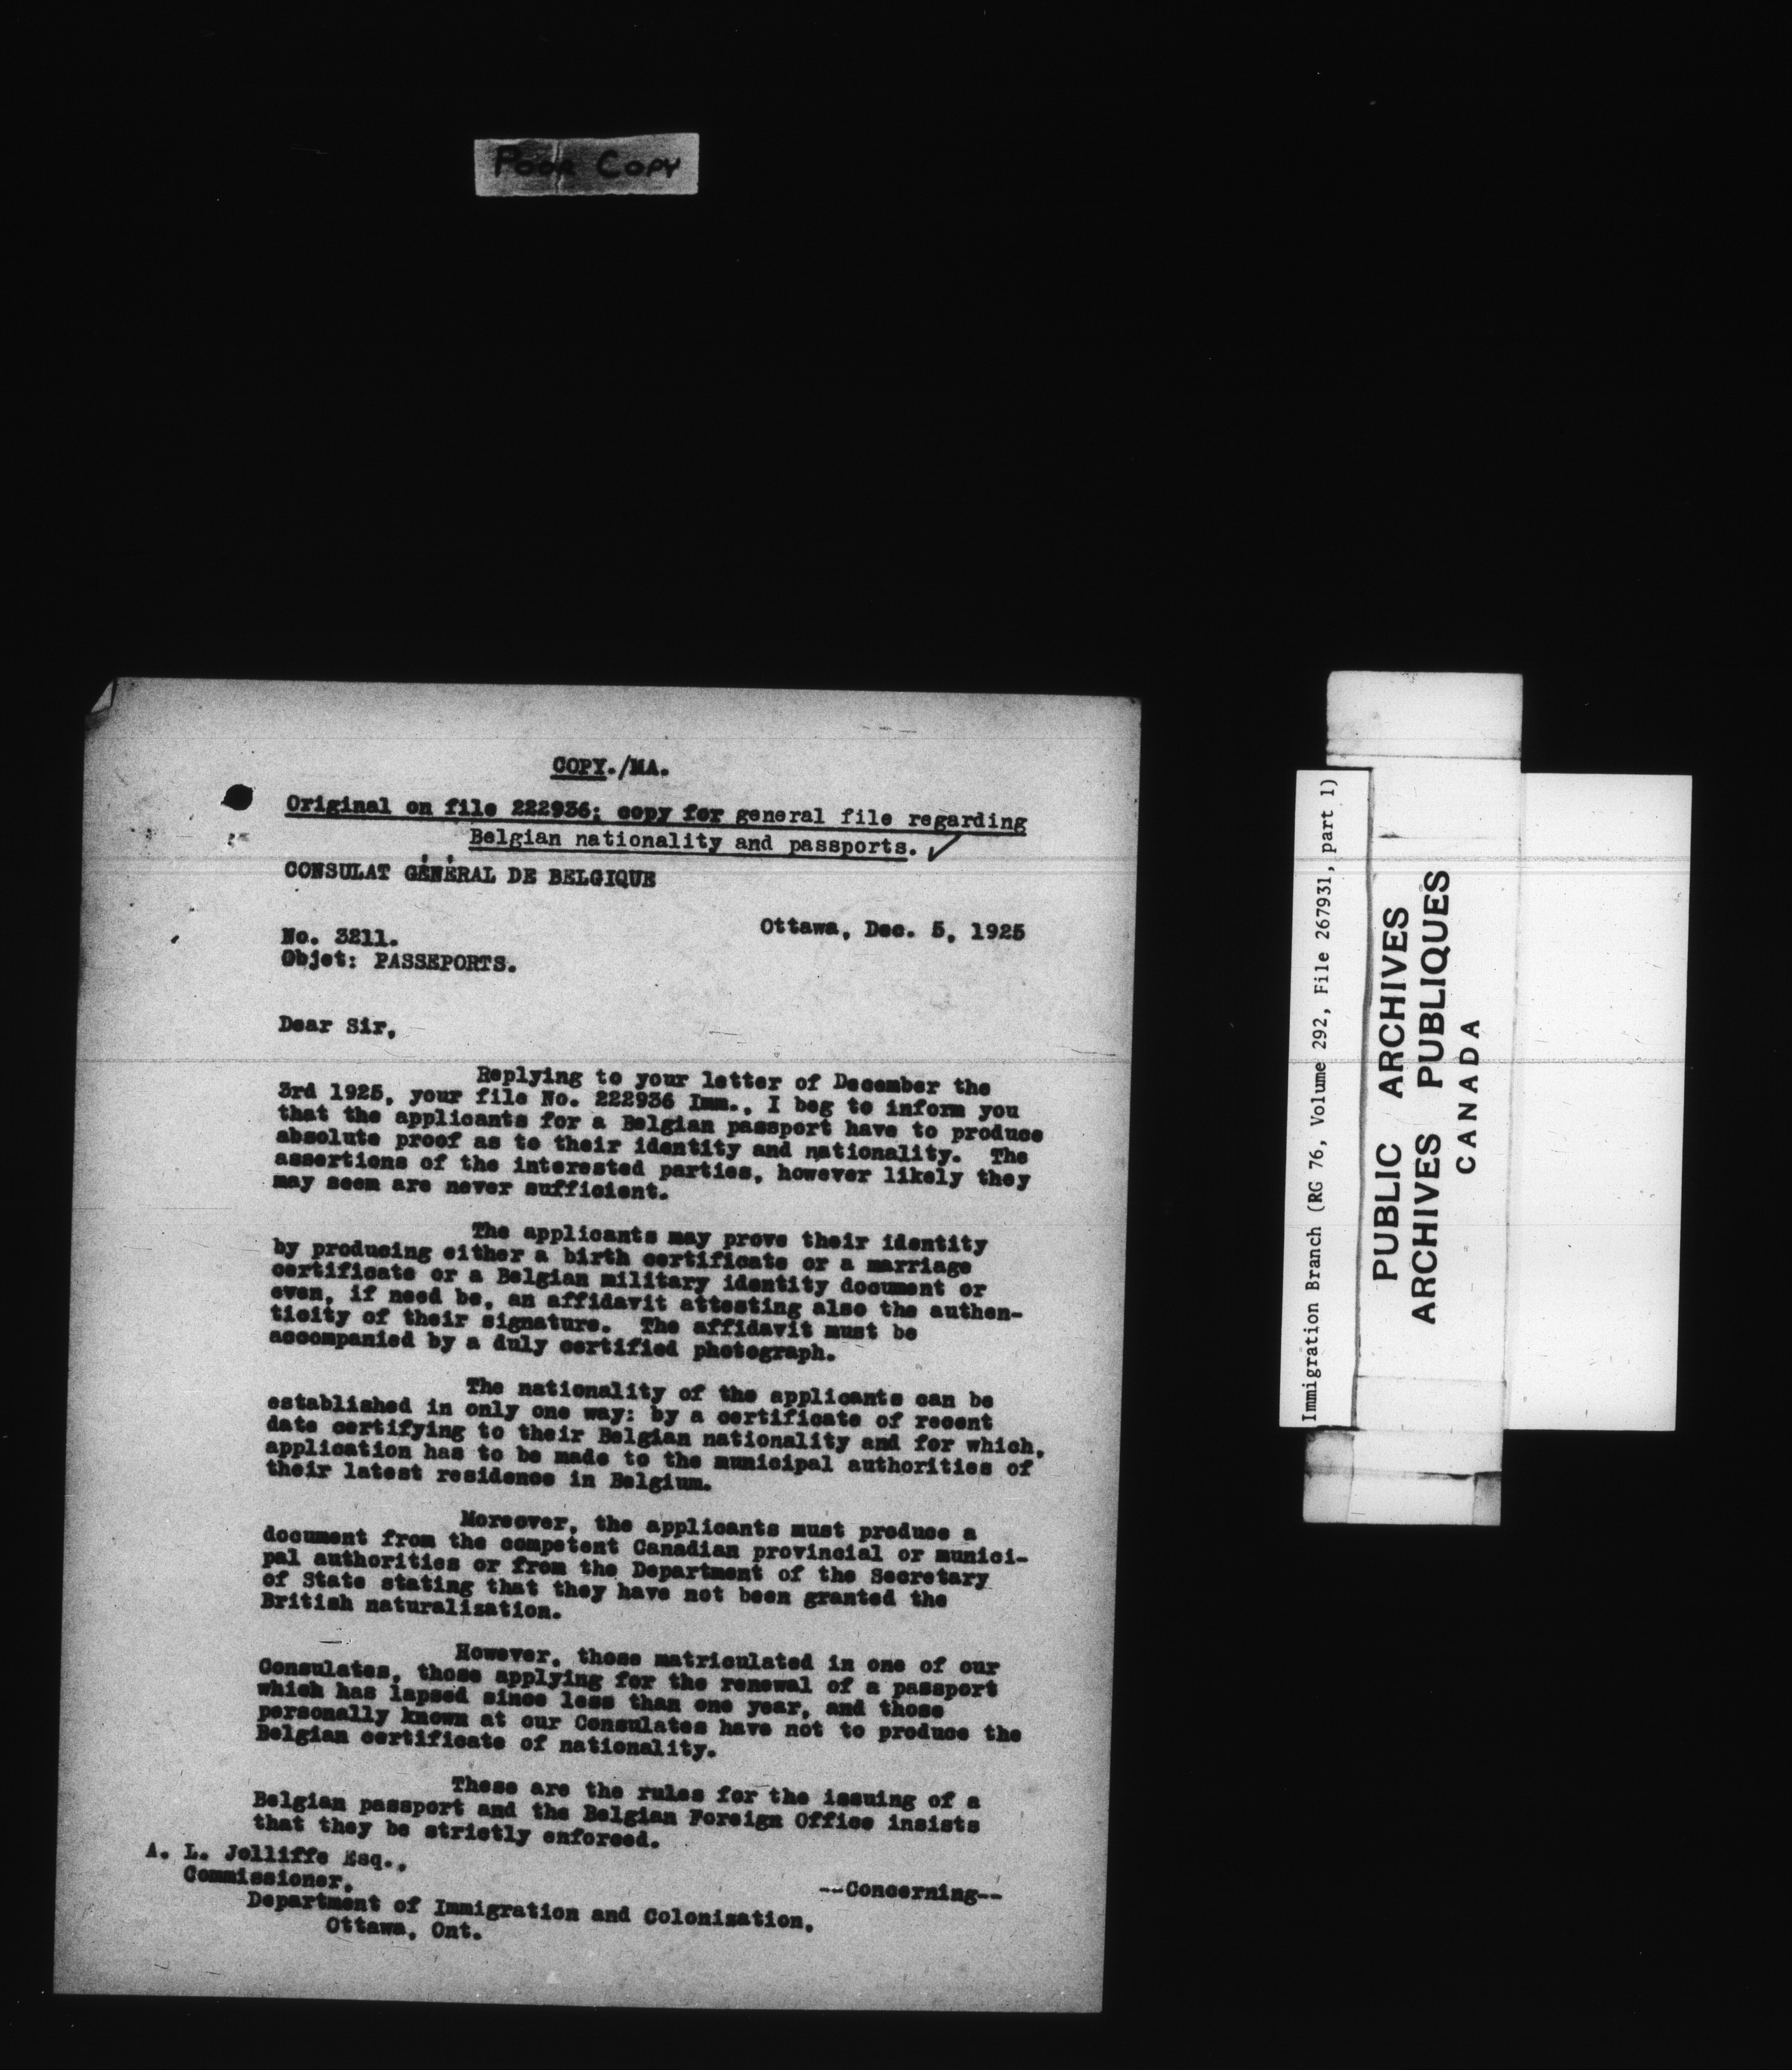 Poor Copy
COPY./MA.
Original on file 222936; copy for general file regarding
Belgian nationality and passports. ✓
CONSULAT GÉNÉRAL DE BELGIQUE
Ottawa, Dec. 5, 1925
No. 3211.
Objet: PASSEPORTS.
Dear Sir,
Replying to your letter of December the
3rd 1925, your file No. 222936 Imm., I beg to inform you
that the applicants for a Belgian passport have to produce
absolute proof as to their identity and nationality. The
assertions of the interested parties, however likely they
may seem are never sufficient.
The applicants may prove their identity
by producing either a birth certificate or a marriage
certificate or a Belgian military identity document or
even, if need be, an affidavit attesting also the authen-
ticity of their signature. The affidavit must be
accompanied by a duly certified photograph.
The nationality of the applicants can be
established in only one way: by a certificate of recent
date certifying to their Belgian nationality and for which,
application has to be made to the municipal authorities of
their latest residence in Belgium.
Moreover, the applicants must produce a
document from the competent Canadian provincial or munici-
pal authorities or from the Department of the Secretary
of State stating that they have not been granted the
British naturalization.
However, those matriculated in one of our
Consulates, those applying for the renewal of a passport
which has lapsed since less than one year, and those
personally known at our Consulates have not to produce the
Belgian certificate of nationality.
These are the rules for the issuing of a
Belgian passport and the Belgian Foreign Office insists
that they be strictly enforced.
A. L. Jolliffe Esq.,
Commissioner,
--Concerning--
Department of Immigration and Colonization,
Ottawa, Ont.
Immigration Branch (RG 76, Volume 292, File 267931, part 1)
PUBLIC ARCHIVES
ARCHIVES PUBLIQUES
CANADA